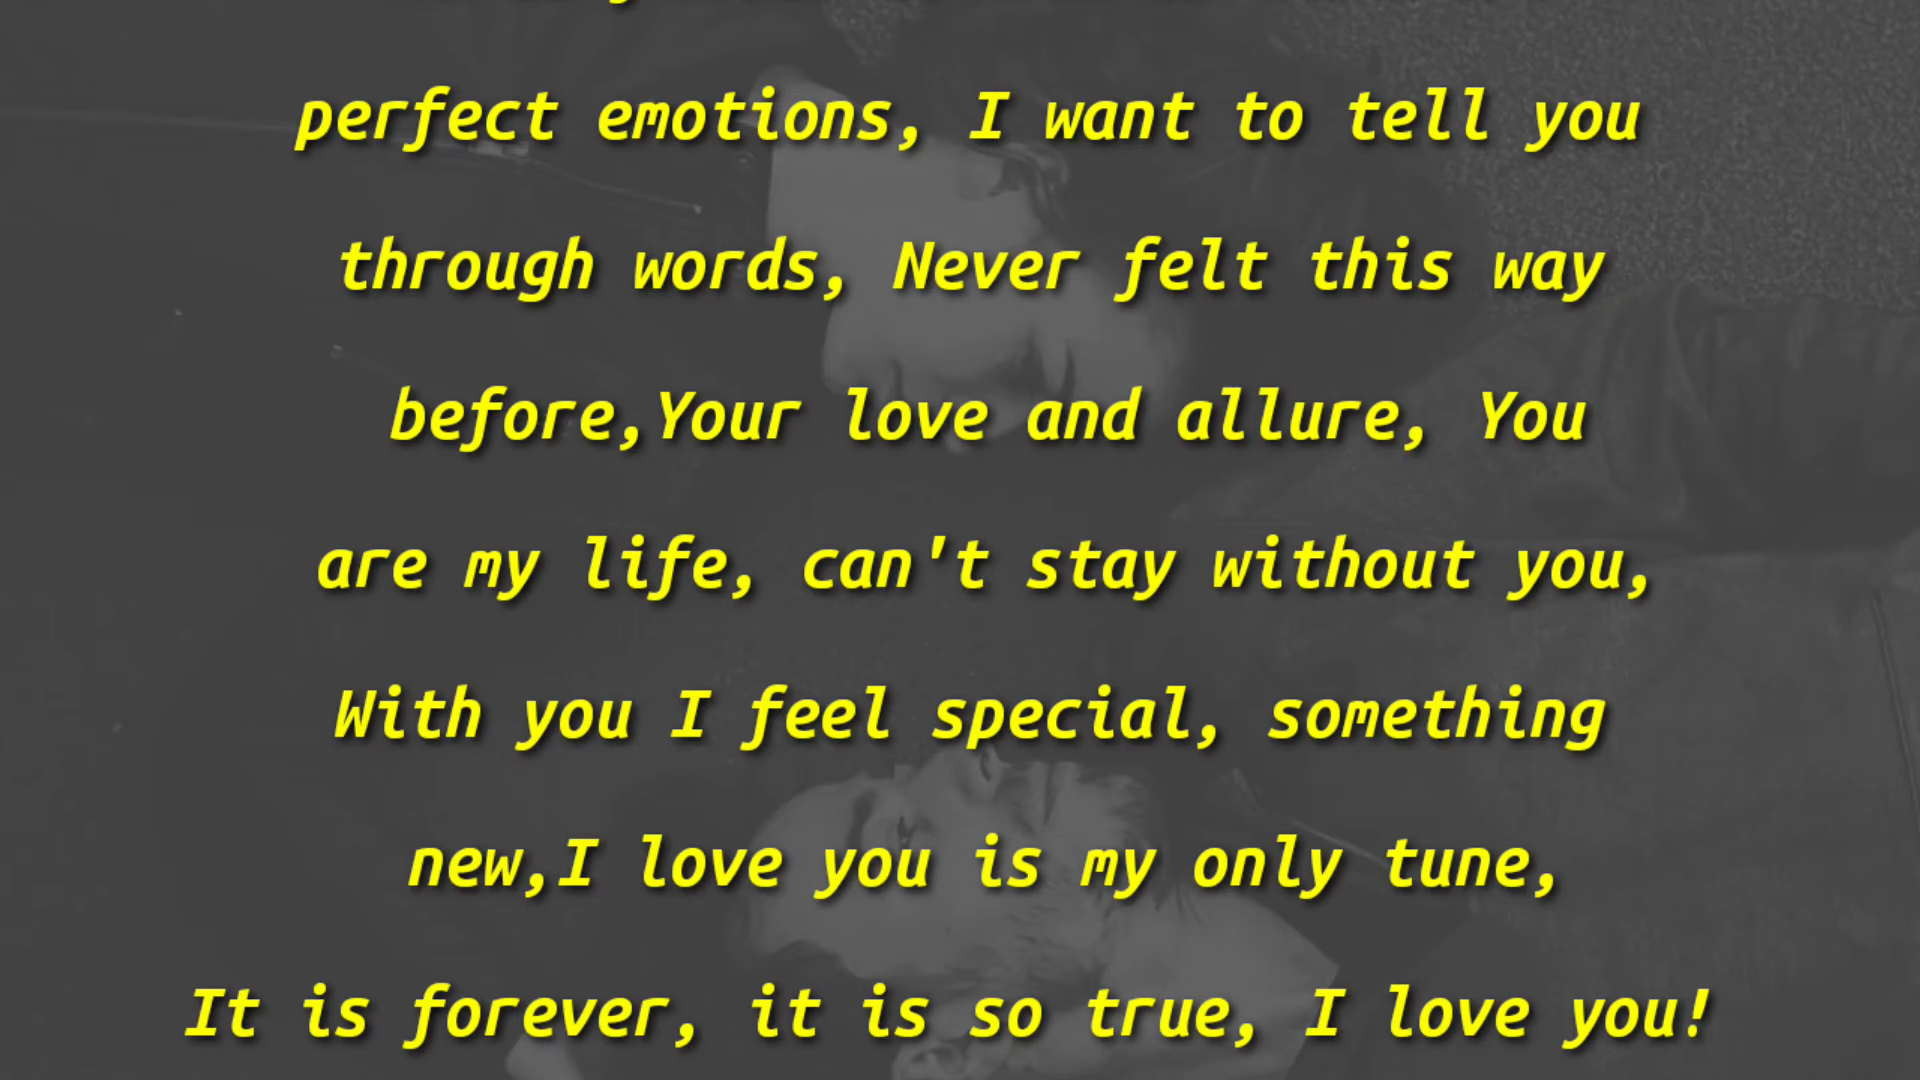 perfect emotions, I want to tell you
through words, Never felt this way
before,Your love and allure, You
are my life, can't stay without you,
With you I feel special, something
new,I love you is my only tune,
It is forever, it is so true, I love you!